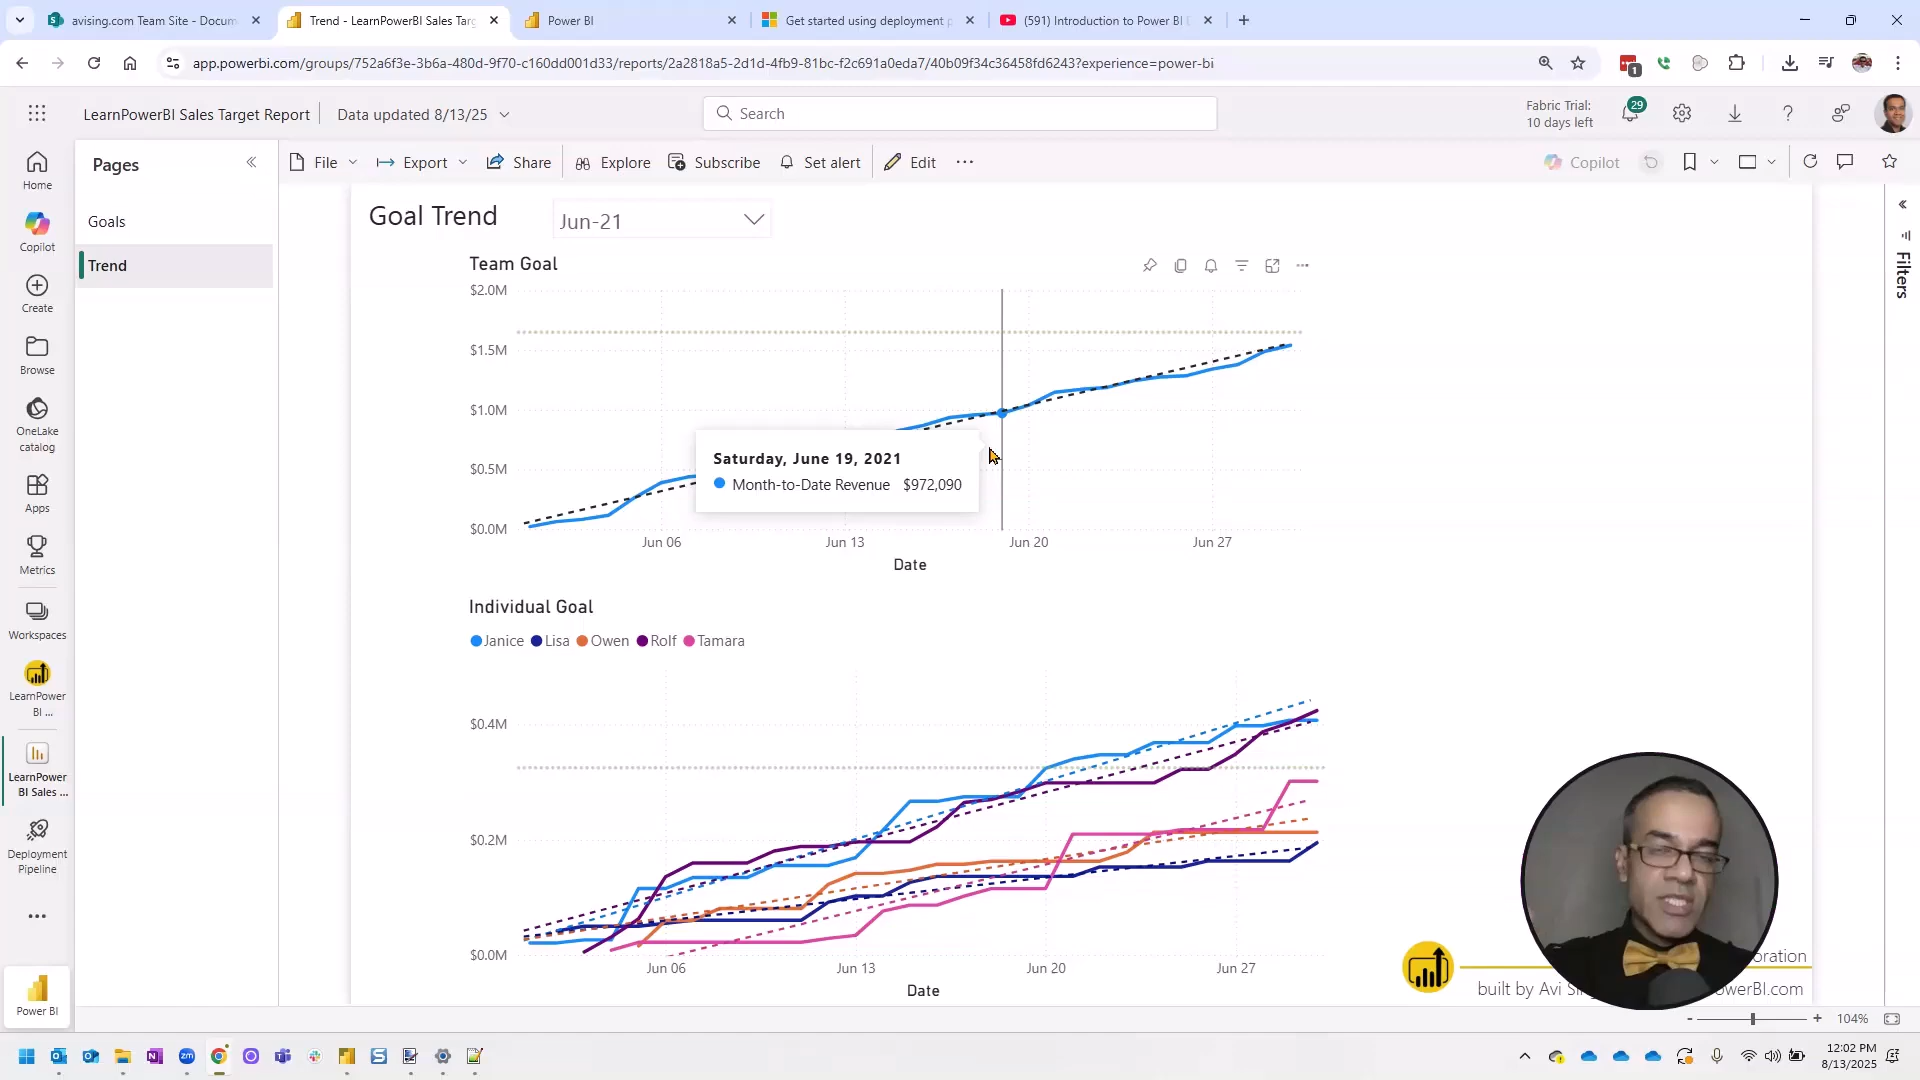 avising.com Team Site - Docum
Trend - LearnPowerBI Sales Targ
Power BI
Get started using deployment p
(591) Introduction to Power BI E
app.powerbi.com/groups/752a6f3e-3b6a-480d-9f70-c160dd001d33/reports/2a2818a5-2d1d-4fb9-81bc-f2c691a0eda7/40b09f34c36458fd6243?experience=power-bi
1
LearnPowerBI Sales Target Report
Data updated 8/13/25
Search
Fabric Trial:
10 days left
29
Home
Copilot
Create
Browse
OneLake
catalog
Apps
Metrics
Workspaces
LearnPower
BI ...
LearnPower
BI Sales ...
Deployment
Pipeline
Power BI
Pages
Goals
Trend
File
Export
Share
Explore
Subscribe
Set alert
Edit
Copilot
Filters
Goal Trend
Jun-21
Team Goal
$2.0M
$1.5M
$1.0M
$0.5M
$0.0M
Saturday, June 19, 2021
Month-to-Date Revenue $972,090
Jun 06
Jun 13
Jun 20
Jun 27
Date
Individual Goal
Janice
Lisa
Owen
Rolf
Tamara
$0.4M
$0.2M
$0.0M
Jun 06
Jun 13
Jun 20
Jun 27
Date
oration
built by Avi
owerBI.com
104%
zm
12:02 PM
8/13/2025